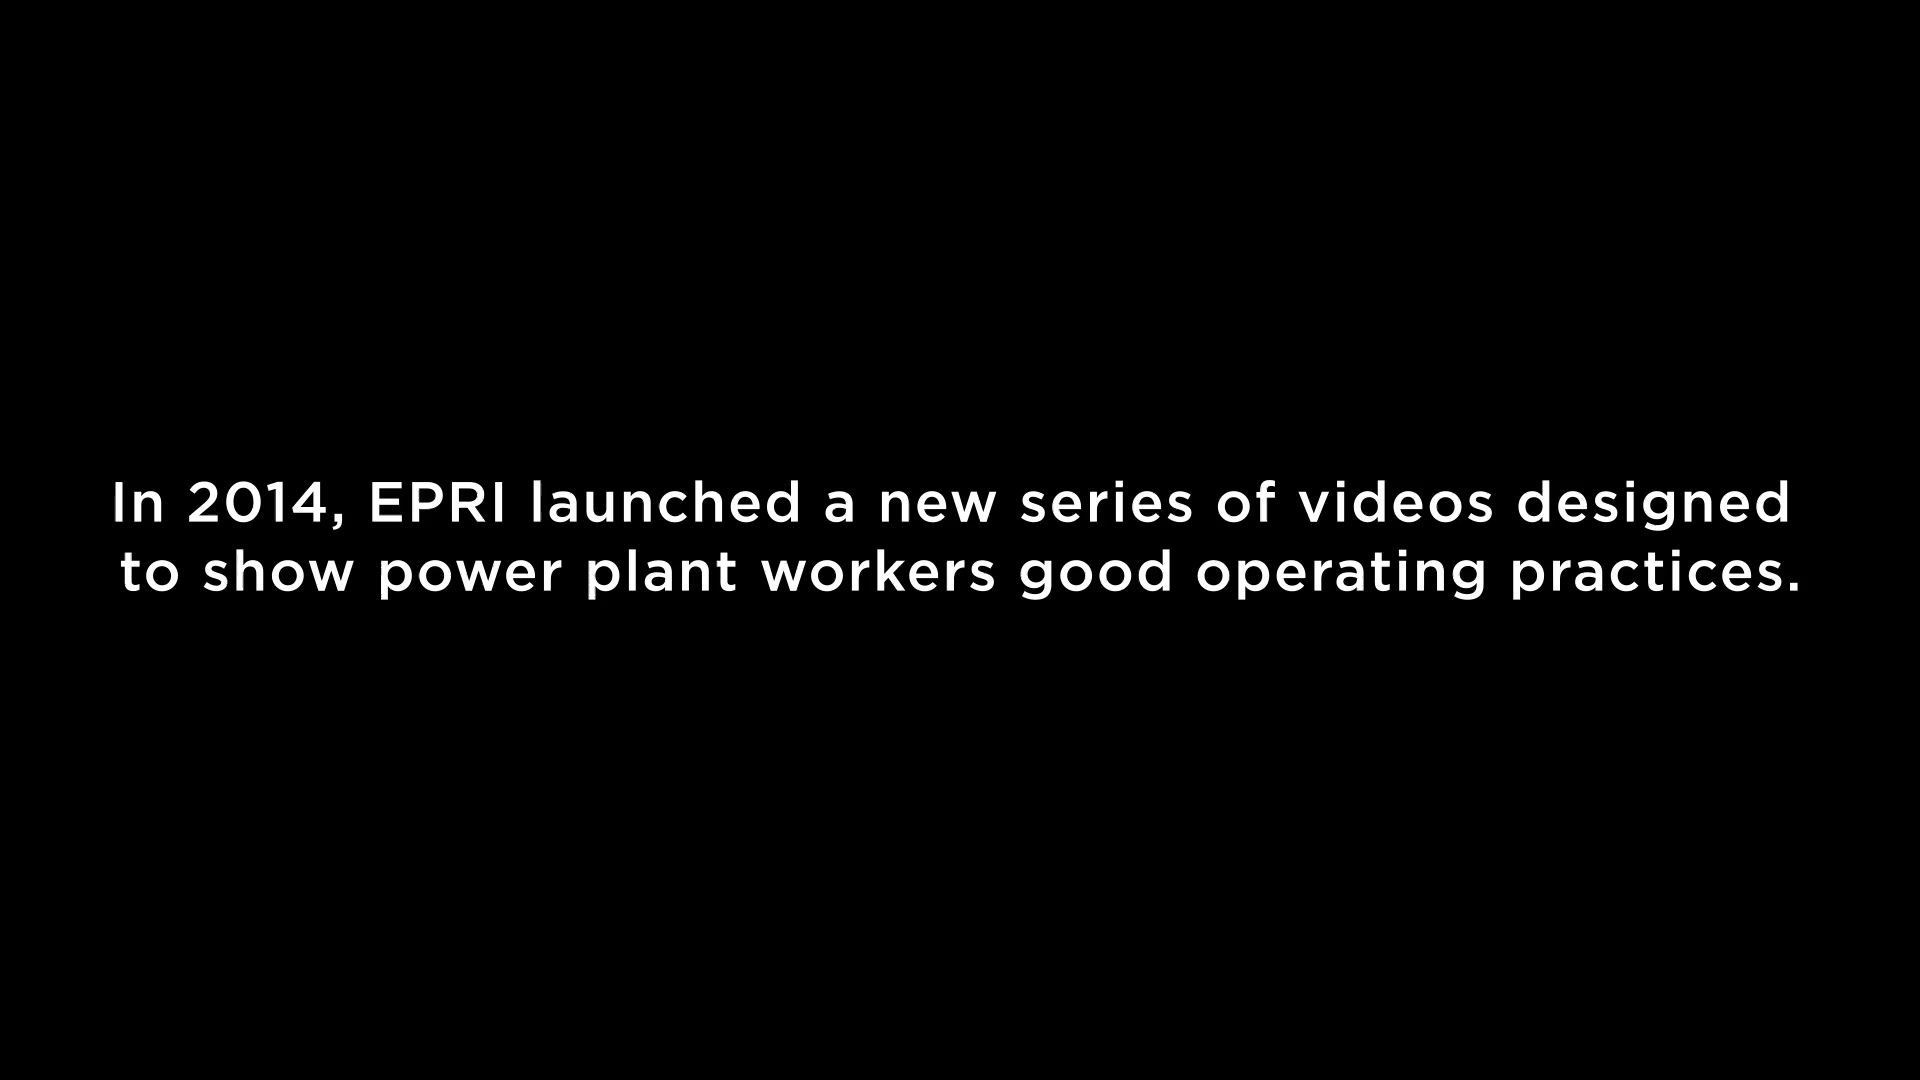 In 2014, EPRI launched a new series of videos designed
to show power plant workers good operating practices.